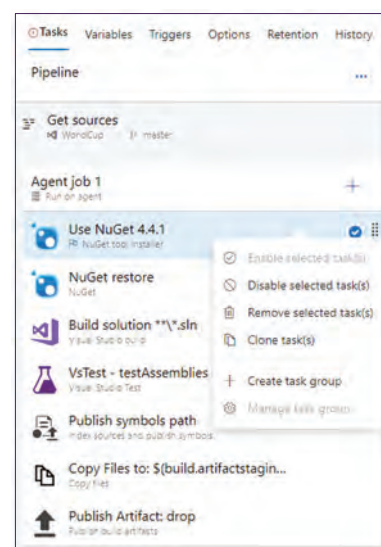 Tasks Variables Triggers Options Retention History
Pipeline
...
Get sources
WordCup master
Agent job 1
Run on agent
Use NuGet 4.4.1
NuGet tool installer
Enable selected task(s)
NuGet restore
NuGet
Disable selected task(s)
Remove selected task(s)
Build solution **\*.sln
Visual Studio build
Clone task(s)
VsTest - testAssemblies
Visual Studio Test
Create task group
Manage task group
Publish symbols path
Index sources and publish symbols
Copy Files to: $(build.artifactstagin...
Copy files
Publish Artifact: drop
Publish build artifacts